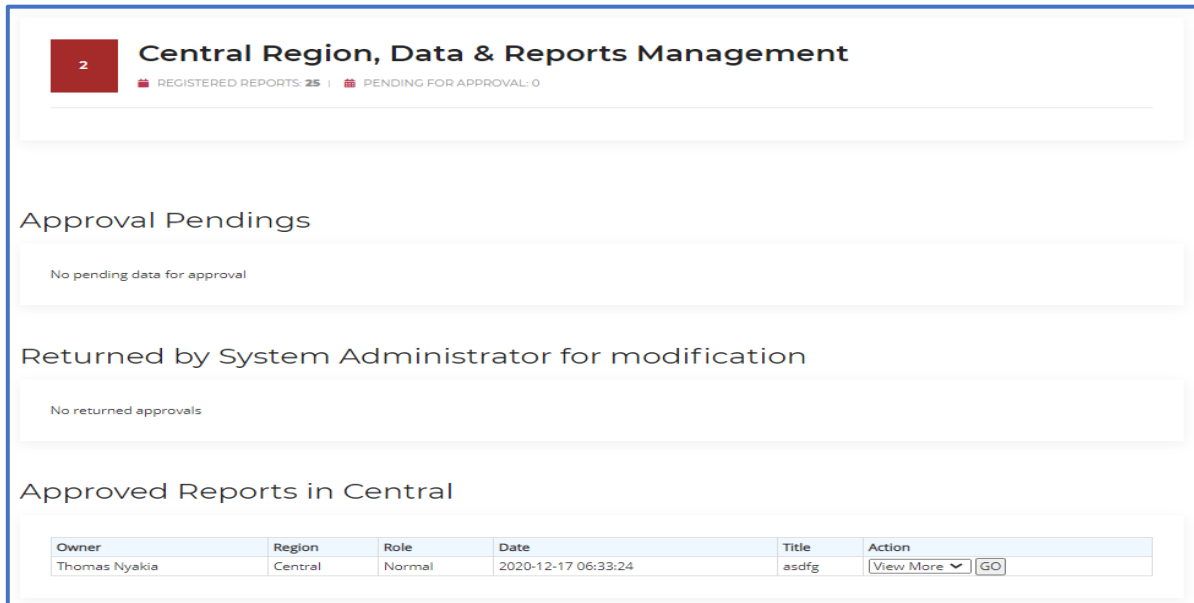 2
Central Region, Data & Reports Management
REGISTERED REPORTS: 25 | PENDING FOR APPROVAL: 0
Approval Pendings
No pending data for approval
Returned by System Administrator for modification
No returned approvals
Approved Reports in Central
Owner Region Role Date Title Action
Thomas Nyakia Central Normal 2020-12-17 06:33:24 asdfg View More GO